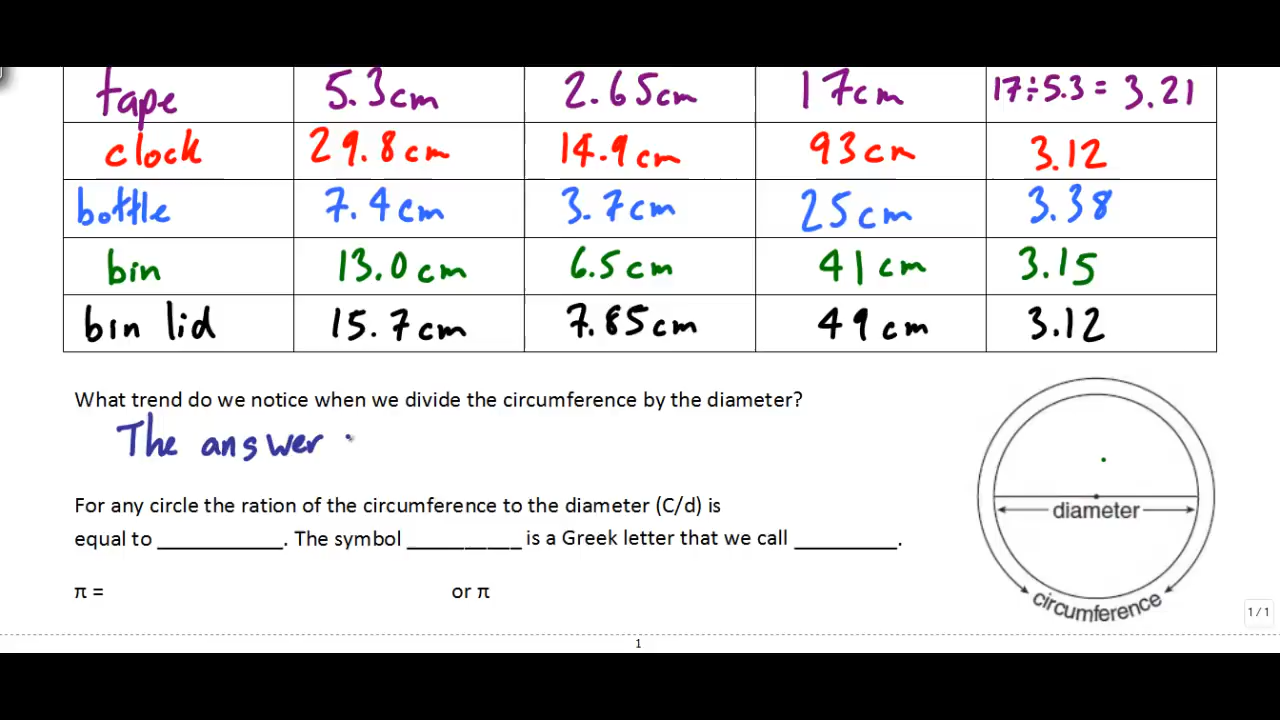 tape 5.3cm 2.65cm 17cm 17÷5.3 = 3.21
clock 29.8cm 14.9cm 93cm 3.12
bottle 7.4cm 3.7cm 25cm 3.38
bin 13.0cm 6.5cm 41cm 3.15
bin lid 15.7cm 7.85cm 49cm 3.12
What trend do we notice when we divide the circumference by the diameter?
The answer
For any circle the ration of the circumference to the diameter (C/d) is
equal to ___________. The symbol __________ is a Greek letter that we call _________.
π = or π
diameter
circumference
1 / 1
1